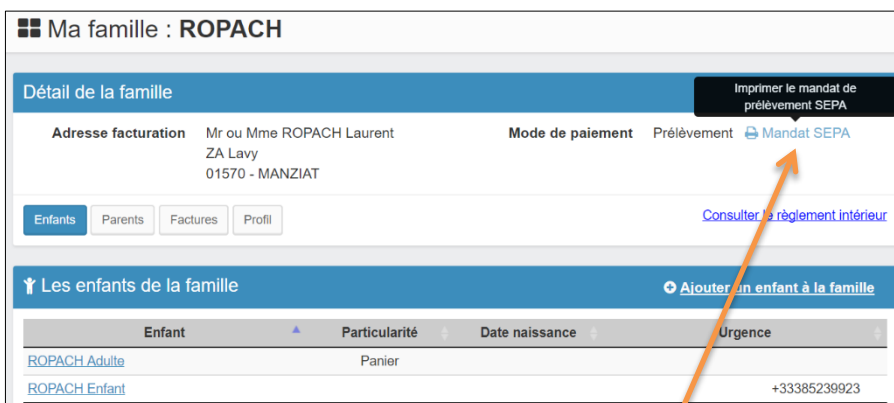 Ma famille : ROPACH
Détail de la famille
Imprimer le mandat de
prélèvement SEPA
Adresse facturation Mr ou Mme ROPACH Laurent Mode de paiement Prélèvement Mandat SEPA
ZA Lavy
01570 - MANZIAT
Enfants Parents Factures Profil Consulter le règlement intérieur
Les enfants de la famille Ajouter un enfant à la famille
Enfant Particularité Date naissance Urgence
ROPACH Adulte Panier
ROPACH Enfant +33385239923